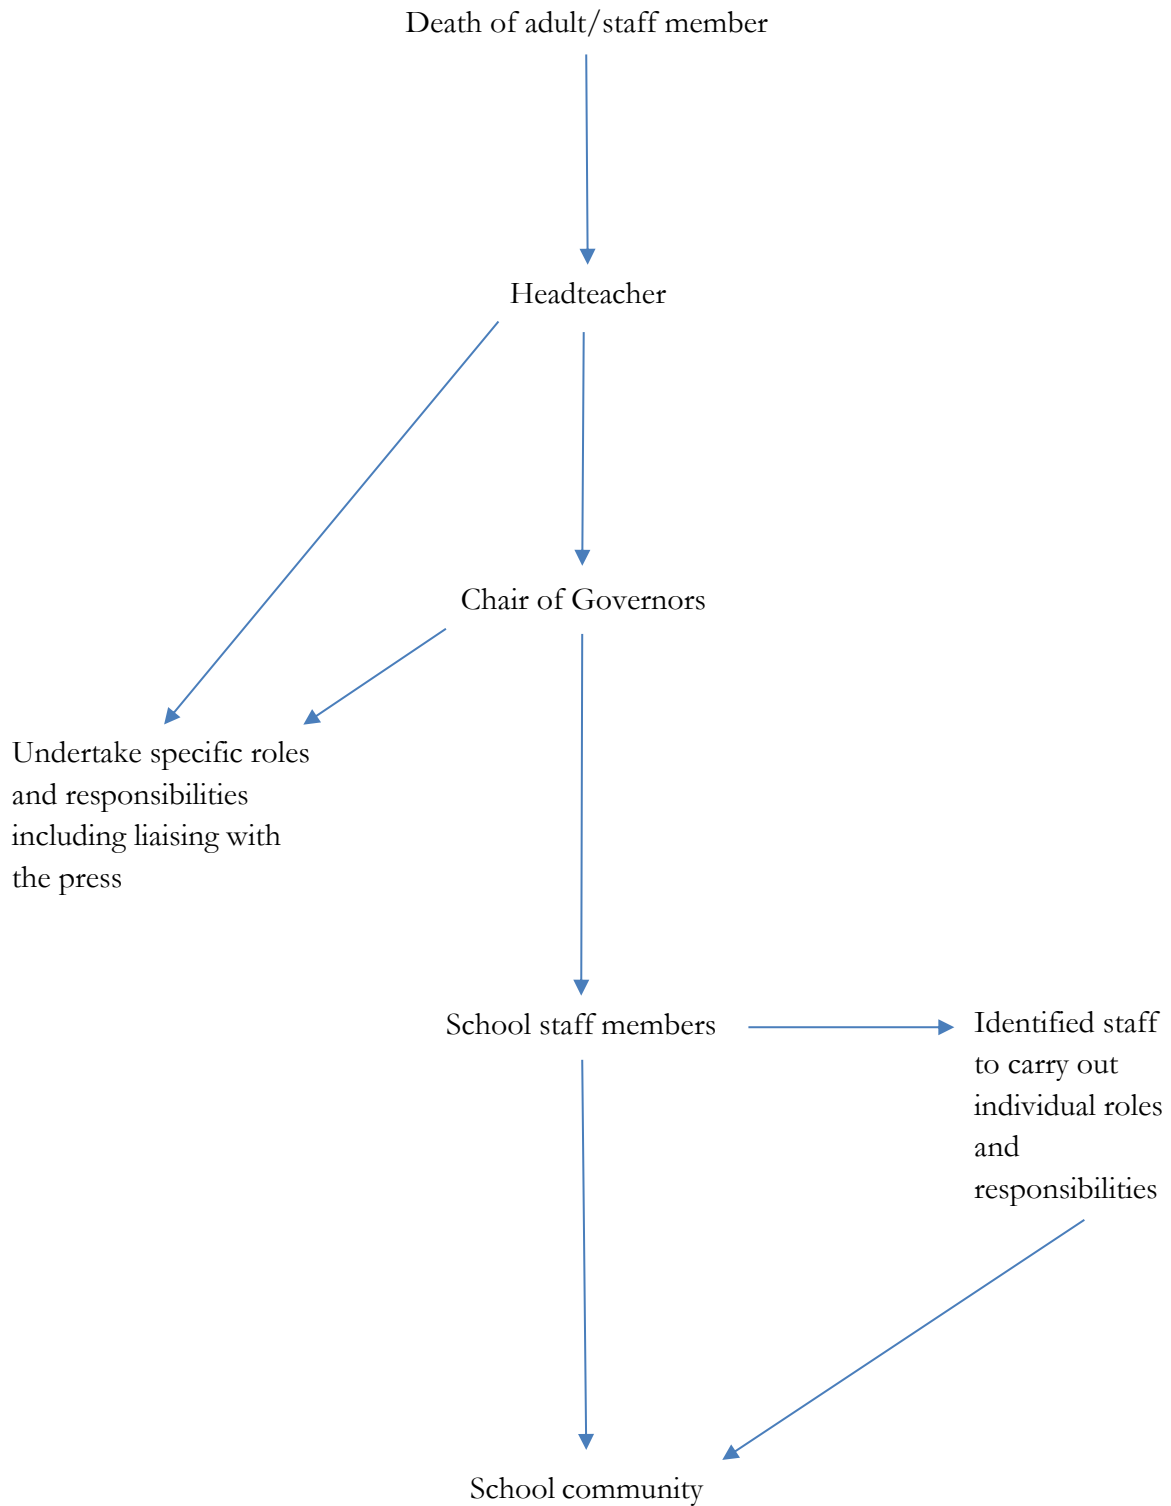 Death of adult/staff member
Headteacher
Chair of Governors
Undertake specific roles
and responsibilities
including liaising with
the press
School staff members
Identified staff
to carry out
individual roles
and
responsibilities
School community